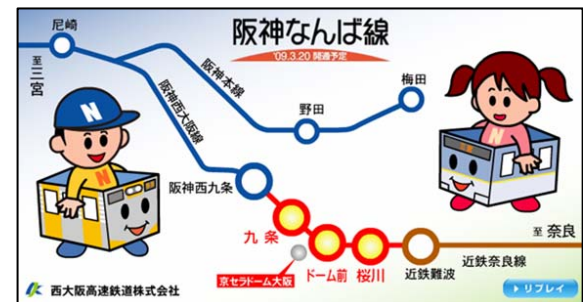 阪神なんば線
'09.3.20 開通予定
尼崎
至三宮
阪神本線
阪神西大阪線
梅田
野田
N
N
阪神西九条
九条
ドーム前
桜川
京セラドーム大阪
近鉄難波
近鉄奈良線
至 奈良
西大阪高速鉄道株式会社
リプレイ